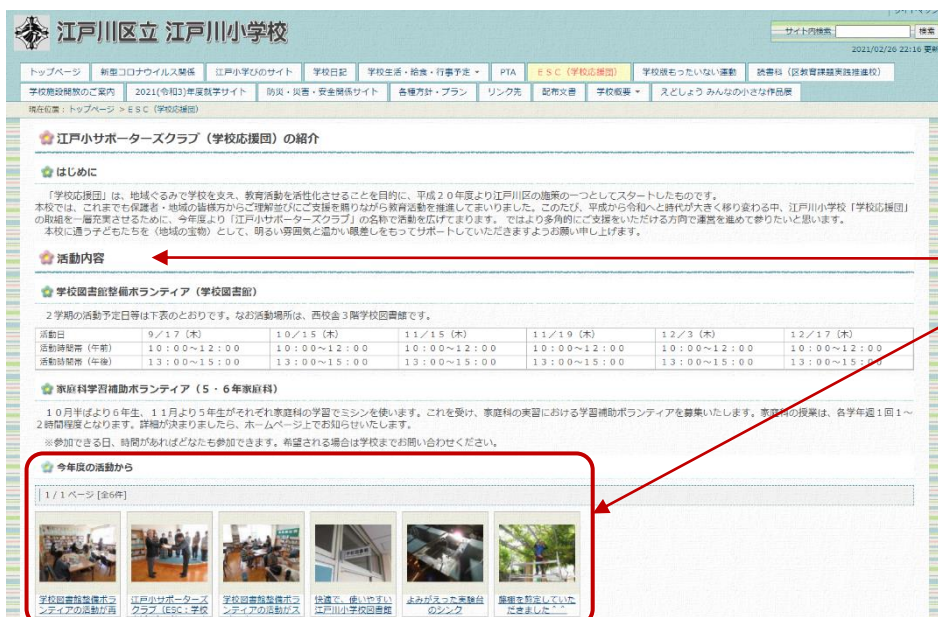 江戸川区立 江戸川小学校
サイト内検索
検索
2021/02/26 22:16 更新
トップページ 新型コロナウイルス関係 江戸小学びのサイト 学校日記 学校生活・給食・行事予定 PTA ESC(学校応援団) 学校版もったいない運動 読書科(区教育課題実践推進校)
学校施設開放のご案内 2021(令和3)年度就学サイト 防災・災害・安全関係サイト 各種方針・プラン リンク先 配布文書 学校概要 えどしょう みんなの小さな作品展
現在位置:トップページ > ESC(学校応援団)
江戸小サポーターズクラブ(学校応援団)の紹介
はじめに
「学校応援団」は、地域ぐるみで学校を支え、教育活動を活性化させることを目的に、平成20年度より江戸川区の施策の一つとしてスタートしたものです。
本校では、これまでも保護者・地域の皆様方からご理解並びにご支援を賜りながら教育活動を推進してまいりました。このたび、平成から令和へと時代が大きく移り変わる中、江戸川小学校「学校応援団」
の取組を一層充実させるために、今年度より「江戸小サポーターズクラブ」の名称で活動を広げてまります。 ではより多角的にご支援をいただける方向で運営を進めて参りたいと思います。
本校に通う子どもたちを(地域の宝物)として、明るい雰囲気と温かい眼差しをもってサポートしていただきますようお願い申し上げます。
活動内容
学校図書館整備ボランティア(学校図書館)
2学期の活動予定日等は下表のとおりです。なお活動場所は、西校舎3階学校図書館です。
活動日 9/17(木) 10/15(木) 11/15(木) 11/19(木) 12/3(木) 12/17(木)
活動時間帯(午前) 10:00~12:00 10:00~12:00 10:00~12:00 10:00~12:00 10:00~12:00 10:00~12:00
活動時間帯(午後) 13:00~15:00 13:00~15:00 13:00~15:00 13:00~15:00 13:00~15:00 13:00~15:00
家庭科学習補助ボランティア(5・6年家庭科)
10月半ばより6年生、11月より5年生がそれぞれ家庭科の学習でミシンを使います。これを受け、家庭科の実習における学習補助ボランティアを募集いたします。家庭科の授業は、各学年週1回1~
2時間程度となります。詳細が決まりましたら、ホームページ上でお知らせいたします。
※参加できる日、時間があればどなたも参加できます。希望される場合は学校までお問い合わせください。
今年度の活動から
1/1ページ [全6件]
学校図書館整備ボランティアの活動が再
江戸小サポーターズクラブ(ESC:学校
学校図書館整備ボランティアの活動がス
快適で、使いやすい江戸川小学校図書館
よみがえった実験台のシンク
藤棚を剪定していただきました^^